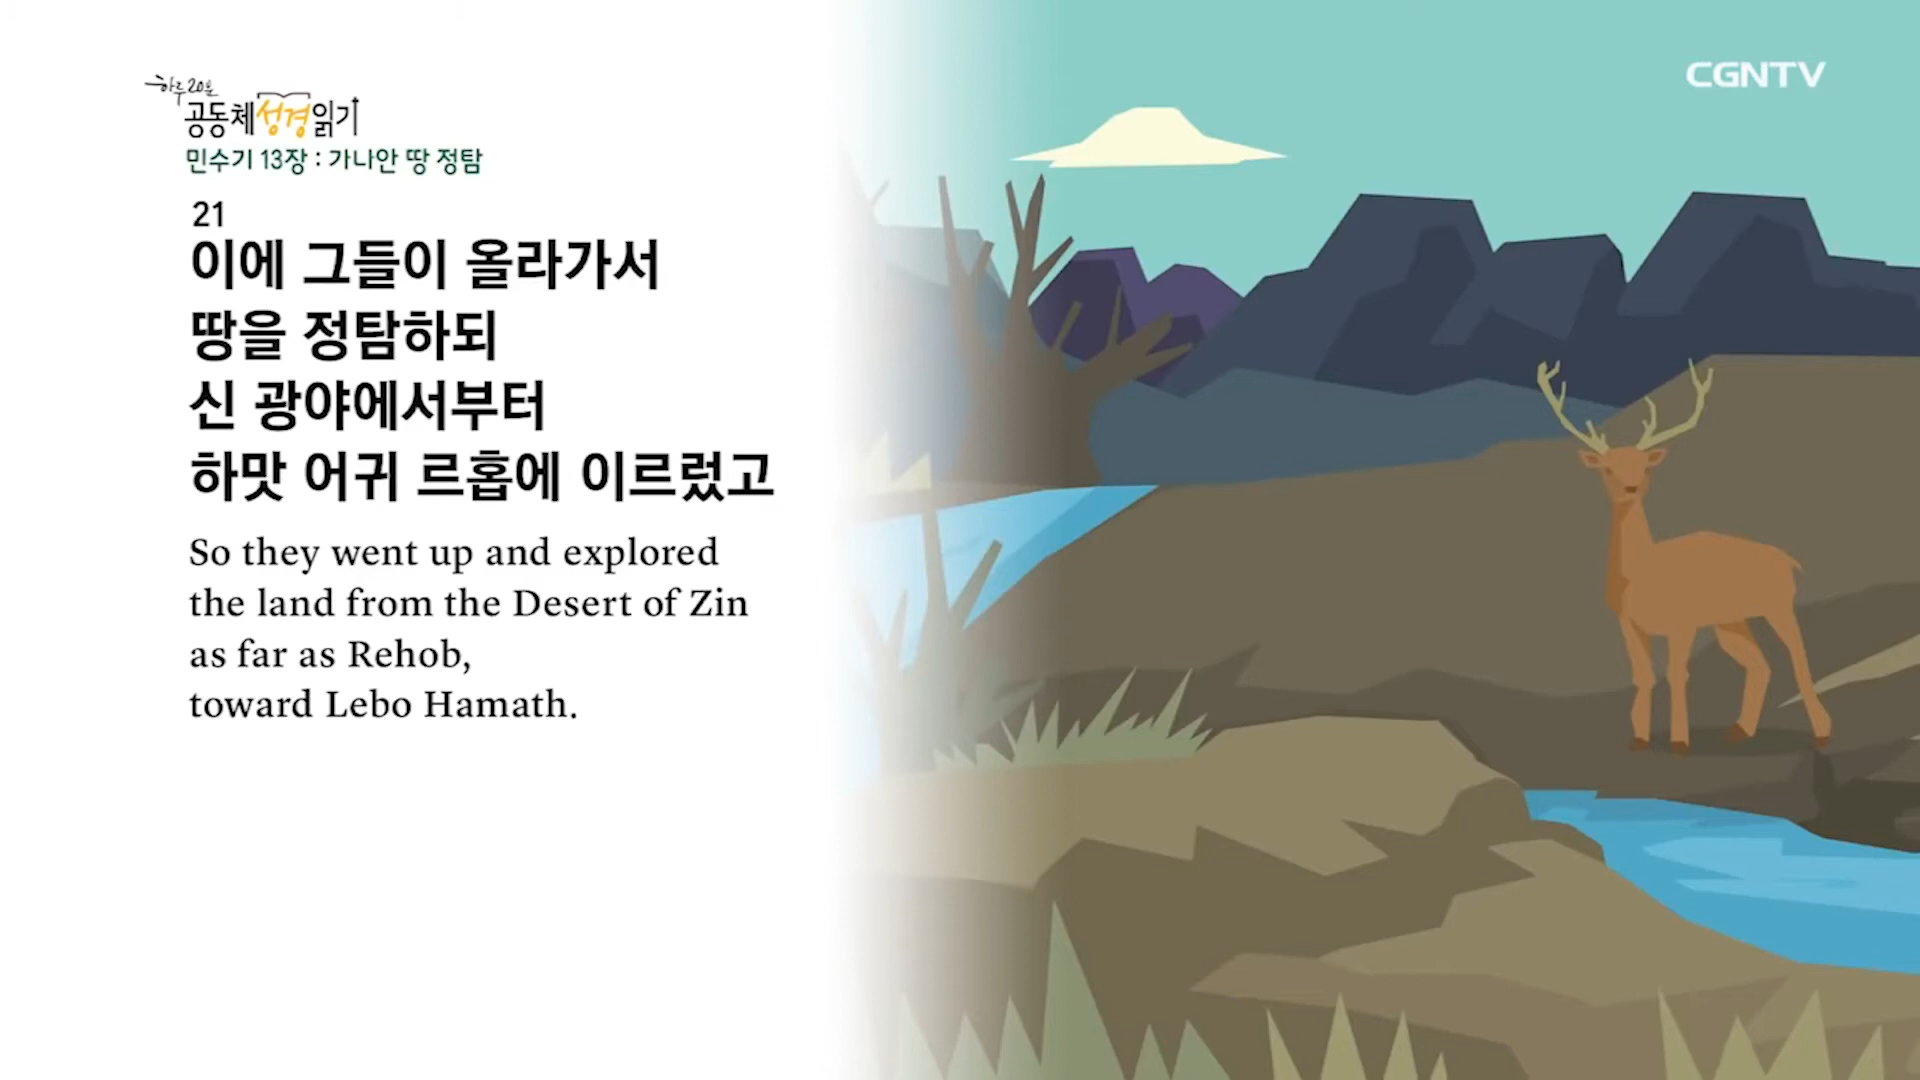 하루 20분
공동체성경읽기
민수기 13장 : 가나안 땅 정탐
CGNTV
21
이에 그들이 올라가서
땅을 정탐하되
신 광야에서부터
하맛 어귀 르홉에 이르렀고
So they went up and explored
the land from the Desert of Zin
as far as Rehob,
toward Lebo Hamath.